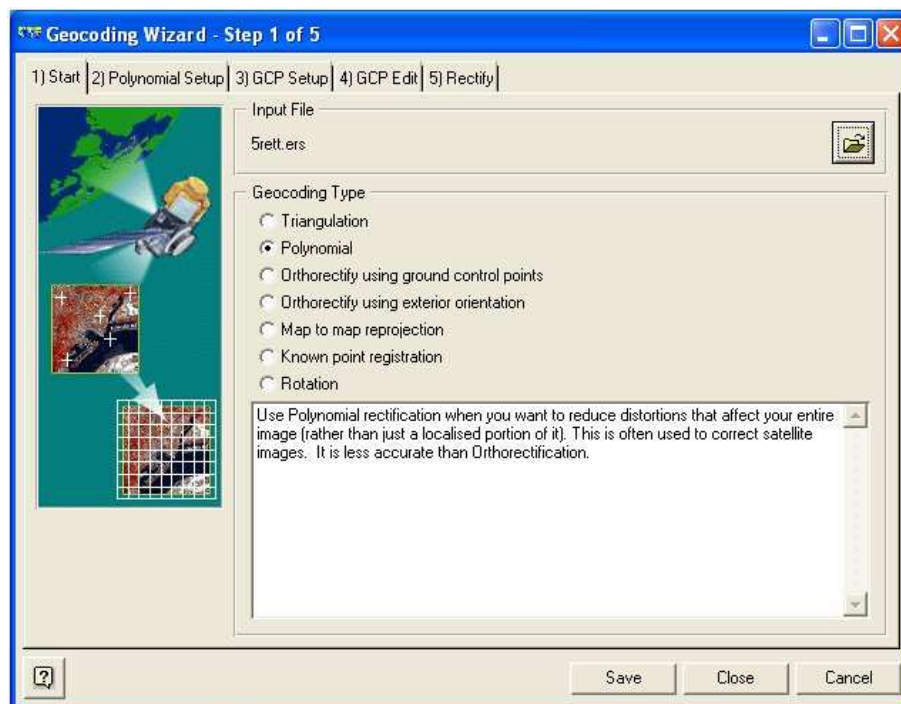 Geocoding Wizard - Step 1 of 5
1) Start 2) Polynomial Setup 3) GCP Setup 4) GCP Edit 5) Rectify
Input File
5rett.ers
Geocoding Type
Triangulation
Polynomial
Orthorectify using ground control points
Orthorectify using exterior orientation
Map to map reprojection
Known point registration
Rotation
Use Polynomial rectification when you want to reduce distortions that affect your entire
image (rather than just a localised portion of it). This is often used to correct satellite
images. It is less accurate than Orthorectification.
Save Close Cancel